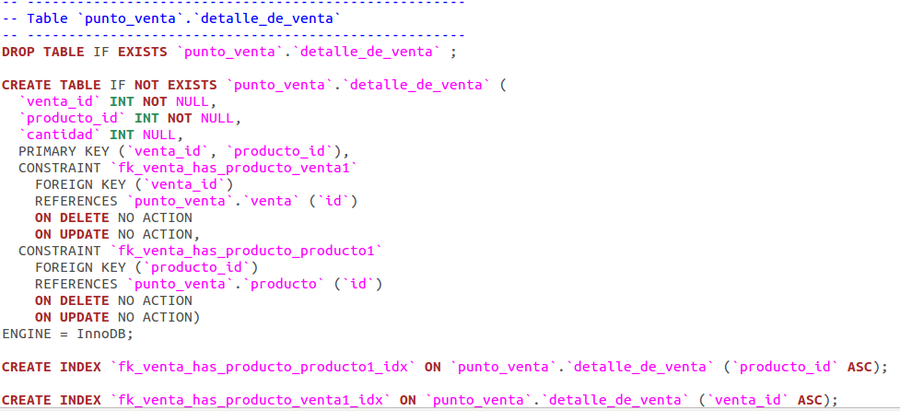 -- -----------------------------------------------------
-- Table `punto_venta`.`detalle_de_venta`
-- -----------------------------------------------------
DROP TABLE IF EXISTS `punto_venta`.`detalle_de_venta` ;

CREATE TABLE IF NOT EXISTS `punto_venta`.`detalle_de_venta` (
  `venta_id` INT NOT NULL,
  `producto_id` INT NOT NULL,
  `cantidad` INT NULL,
  PRIMARY KEY (`venta_id`, `producto_id`),
  CONSTRAINT `fk_venta_has_producto_venta1`
    FOREIGN KEY (`venta_id`)
    REFERENCES `punto_venta`.`venta` (`id`)
    ON DELETE NO ACTION
    ON UPDATE NO ACTION,
  CONSTRAINT `fk_venta_has_producto_producto1`
    FOREIGN KEY (`producto_id`)
    REFERENCES `punto_venta`.`producto` (`id`)
    ON DELETE NO ACTION
    ON UPDATE NO ACTION)
ENGINE = InnoDB;

CREATE INDEX `fk_venta_has_producto_producto1_idx` ON `punto_venta`.`detalle_de_venta` (`producto_id` ASC);

CREATE INDEX `fk_venta_has_producto_venta1_idx` ON `punto_venta`.`detalle_de_venta` (`venta_id` ASC);